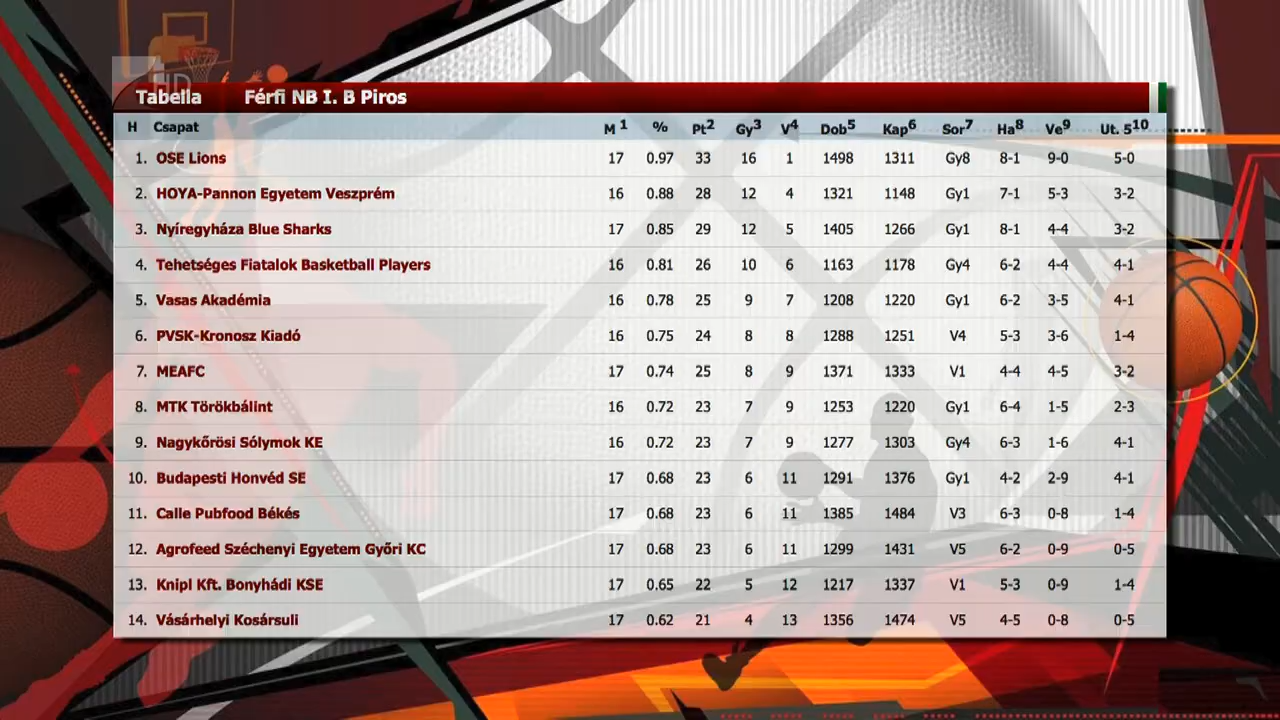 HD
Tabella Férfi NB I. B Piros
H Csapat M 1 % Pt2 Gy3 V4 Dob5 Kap6 Sor7 Ha8 Ve9 Ut. 510
1. OSE Lions 17 0.97 33 16 1 1498 1311 Gy8 8-1 9-0 5-0
2. HOYA-Pannon Egyetem Veszprém 16 0.88 28 12 4 1321 1148 Gy1 7-1 5-3 3-2
3. Nyíregyháza Blue Sharks 17 0.85 29 12 5 1405 1266 Gy1 8-1 4-4 3-2
4. Tehetséges Fiatalok Basketball Players 16 0.81 26 10 6 1163 1178 Gy4 6-2 4-4 4-1
5. Vasas Akadémia 16 0.78 25 9 7 1208 1220 Gy1 6-2 3-5 4-1
6. PVSK-Kronosz Kiadó 16 0.75 24 8 8 1288 1251 V4 5-3 3-6 1-4
7. MEAFC 17 0.74 25 8 9 1371 1333 V1 4-4 4-5 3-2
8. MTK Törökbálint 16 0.72 23 7 9 1253 1220 Gy1 6-4 1-5 2-3
9. Nagykőrösi Sólymok KE 16 0.72 23 7 9 1277 1303 Gy4 6-3 1-6 4-1
10. Budapesti Honvéd SE 17 0.68 23 6 11 1291 1376 Gy1 4-2 2-9 4-1
11. Calle Pubfood Békés 17 0.68 23 6 11 1385 1484 V3 6-3 0-8 1-4
12. Agrofeed Széchenyi Egyetem Győri KC 17 0.68 23 6 11 1299 1431 V5 6-2 0-9 0-5
13. Knipl Kft. Bonyhádi KSE 17 0.65 22 5 12 1217 1337 V1 5-3 0-9 1-4
14. Vásárhelyi Kosársuli 17 0.62 21 4 13 1356 1474 V5 4-5 0-8 0-5